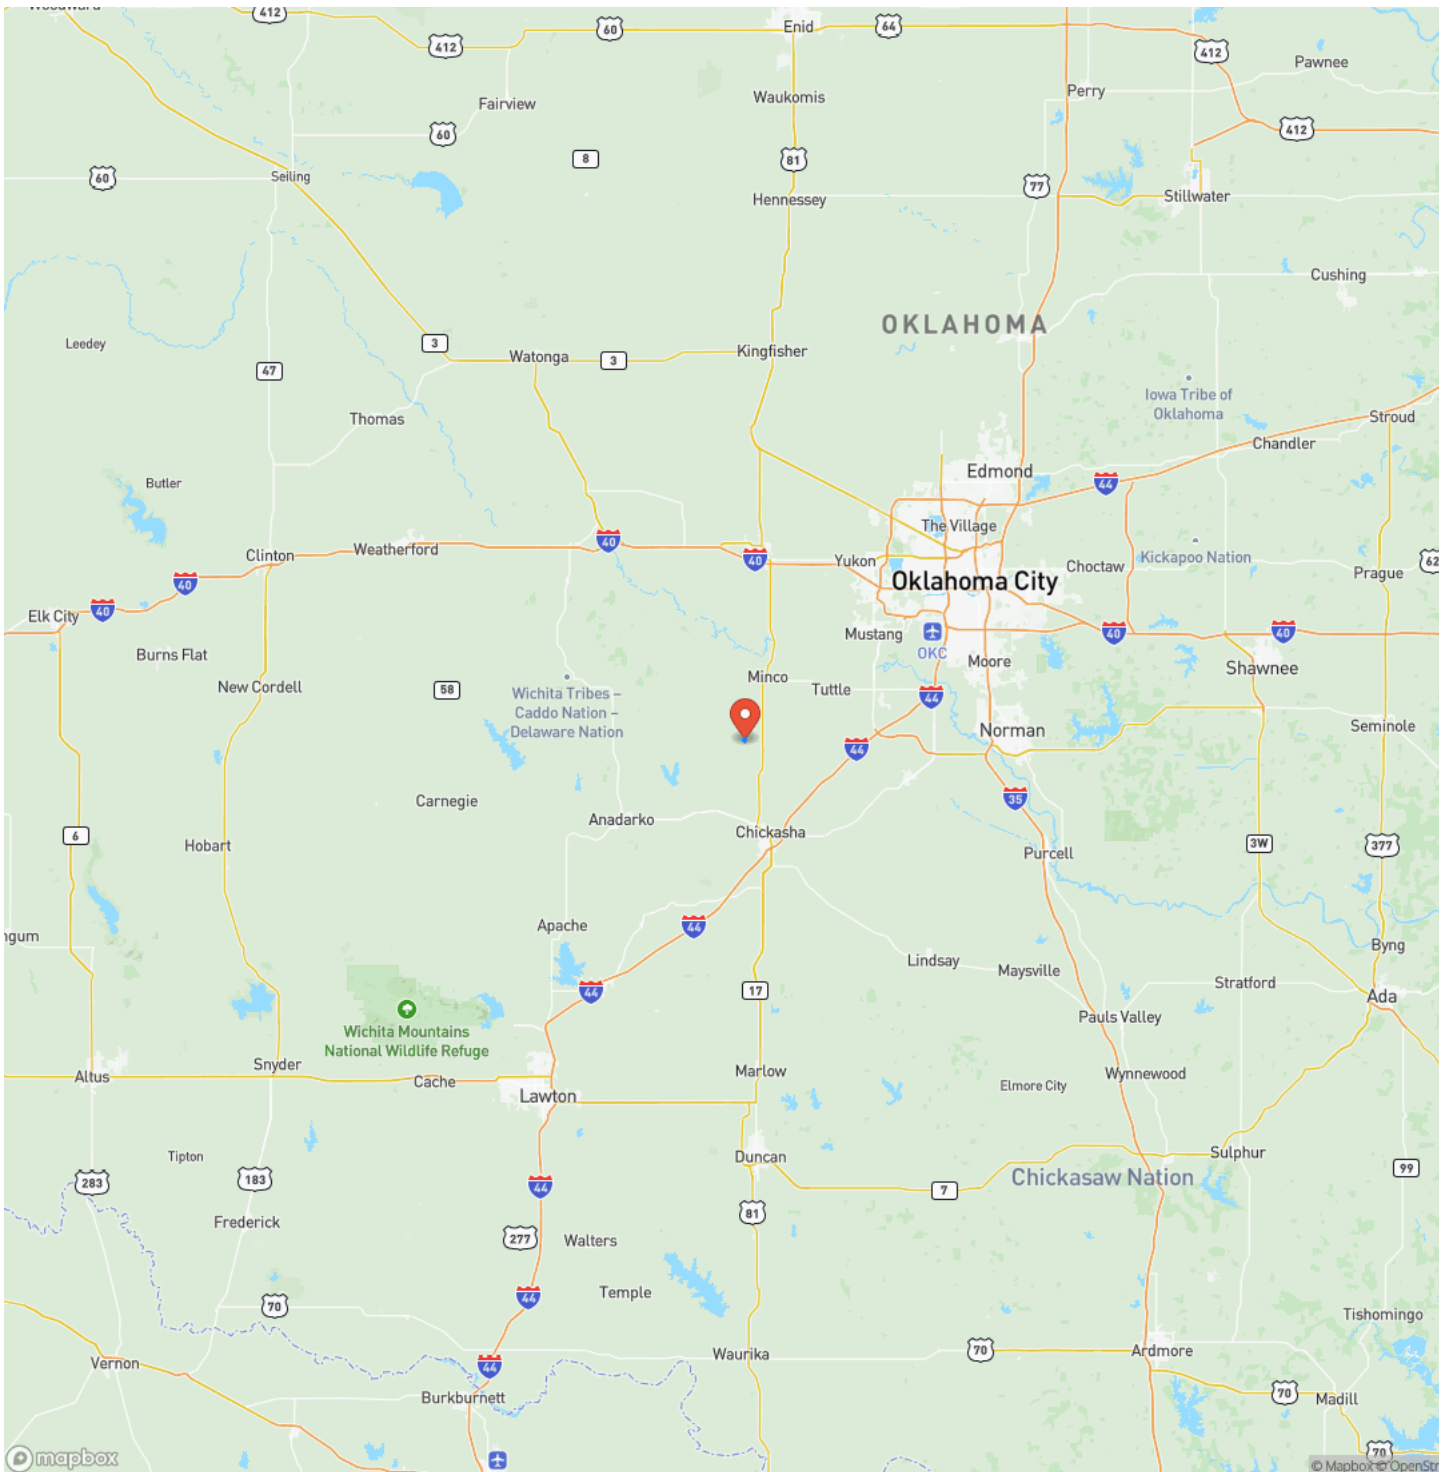 Woodward
412
60
Enid
64
412
412
Pawnee
Fairview
Waukomis
Perry
60
412
8
81
60
Seiling
77
Hennessey
Stillwater
Cushing
OKLAHOMA
Leedey
3
Watonga
3
Kingfisher
47
Iowa Tribe of
Oklahoma
Thomas
Stroud
Chandler
Edmond
44
Butler
The Village
40
Clinton
Weatherford
40
Yukon
Choctaw
Kickapoo Nation
62
Prague
40
Oklahoma City
40
Elk City
Mustang
OKC
40
40
Burns Flat
Moore
Shawnee
New Cordell
58
Wichita Tribes –
Caddo Nation –
Delaware Nation
Minco
Tuttle
44
Norman
Seminole
44
Carnegie
35
Anadarko
Chickasha
6
Hobart
Purcell
3W
377
Apache
44
ngum
Byng
Lindsay
Maysville
44
17
Stratford
Ada
Wichita Mountains
National Wildlife Refuge
Pauls Valley
Altus
Snyder
Cache
Marlow
Wynnewood
Elmore City
Lawton
Tipton
Duncan
Sulphur
283
183
44
7
Chickasaw Nation
99
Frederick
81
277
Walters
44
Temple
70
Tishomingo
Vernon
44
Waurika
70
Ardmore
Burkburnett
70
Madill
mapbox
70
© Mapbox © OpenStr